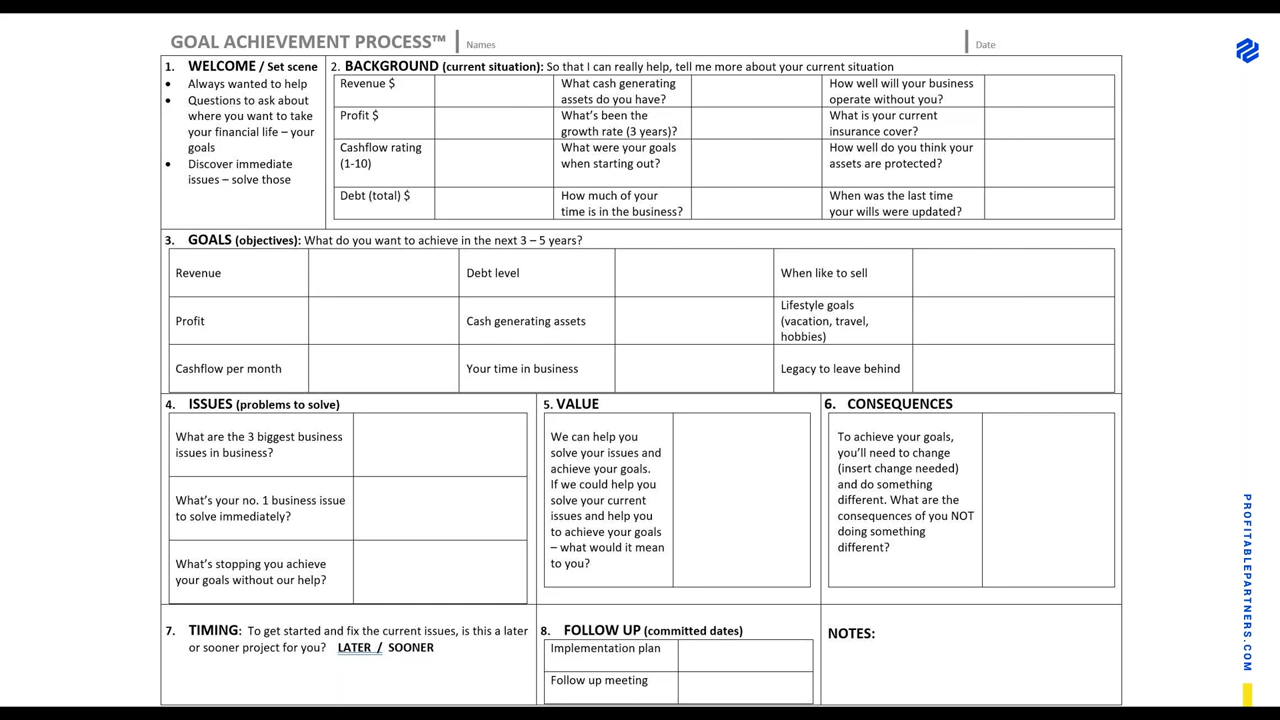 GOAL ACHIEVEMENT PROCESS™ Names Date
1. WELCOME / Set scene
• Always wanted to help
• Questions to ask about
where you want to take
your financial life – your
goals
• Discover immediate
issues – solve those
2. BACKGROUND (current situation): So that I can really help, tell me more about your current situation
Revenue $
What cash generating
assets do you have?
How well will your business
operate without you?
Profit $
What's been the
growth rate (3 years)?
What is your current
insurance cover?
Cashflow rating
(1-10)
What were your goals
when starting out?
How well do you think your
assets are protected?
Debt (total) $
How much of your
time is in the business?
When was the last time
your wills were updated?
3. GOALS (objectives): What do you want to achieve in the next 3 – 5 years?
Revenue
Debt level
When like to sell
Profit
Cash generating assets
Lifestyle goals
(vacation, travel,
hobbies)
Cashflow per month
Your time in business
Legacy to leave behind
4. ISSUES (problems to solve)
What are the 3 biggest business
issues in business?
What's your no. 1 business issue
to solve immediately?
What's stopping you achieve
your goals without our help?
5. VALUE
We can help you
solve your issues and
achieve your goals.
If we could help you
solve your current
issues and help you
to achieve your goals
– what would it mean
to you?
6. CONSEQUENCES
To achieve your goals,
you'll need to change
(insert change needed)
and do something
different. What are the
consequences of you NOT
doing something
different?
7. TIMING: To get started and fix the current issues, is this a later
or sooner project for you? LATER / SOONER
8. FOLLOW UP (committed dates)
Implementation plan
Follow up meeting
NOTES:
PROFITABLEPARTNERS.COM